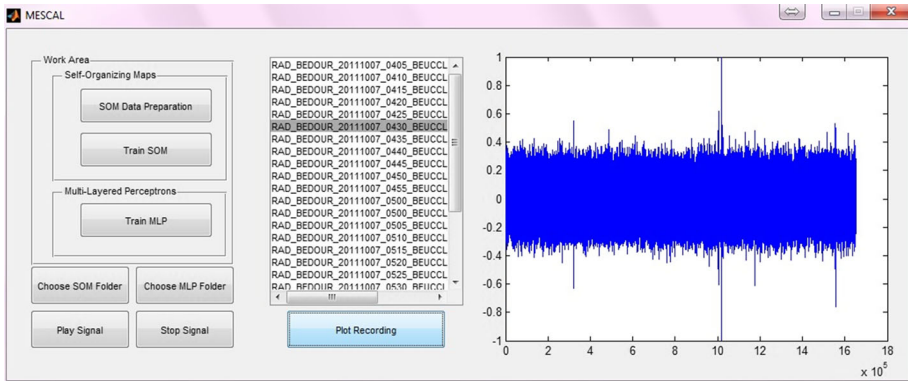 MESCAL
Work Area
Self-Organizing Maps
SOM Data Preparation
Train SOM
Multi-Layered Perceptrons
Train MLP
Choose SOM Folder
Choose MLP Folder
Play Signal
Stop Signal
RAD_BEDOUR_20111007_0405_BEUCCL
RAD_BEDOUR_20111007_0410_BEUCCL
RAD_BEDOUR_20111007_0415_BEUCCL
RAD_BEDOUR_20111007_0420_BEUCCL
RAD_BEDOUR_20111007_0425_BEUCCL
RAD_BEDOUR_20111007_0430_BEUCCL
RAD_BEDOUR_20111007_0435_BEUCCL
RAD_BEDOUR_20111007_0440_BEUCCL
RAD_BEDOUR_20111007_0445_BEUCCL
RAD_BEDOUR_20111007_0450_BEUCCL
RAD_BEDOUR_20111007_0455_BEUCCL
RAD_BEDOUR_20111007_0500_BEUCCL
RAD_BEDOUR_20111007_0500_BEUCCL
RAD_BEDOUR_20111007_0505_BEUCCL
RAD_BEDOUR_20111007_0510_BEUCCL
RAD_BEDOUR_20111007_0515_BEUCCL
RAD_BEDOUR_20111007_0520_BEUCCL
RAD_BEDOUR_20111007_0525_BEUCCL
RAD_BEDOUR_20111007_0530_BEUCCL
Plot Recording
1
0.8
0.6
0.4
0.2
0
-0.2
-0.4
-0.6
-0.8
-1
0 2 4 6 8 10 12 14 16 18
x 10^5